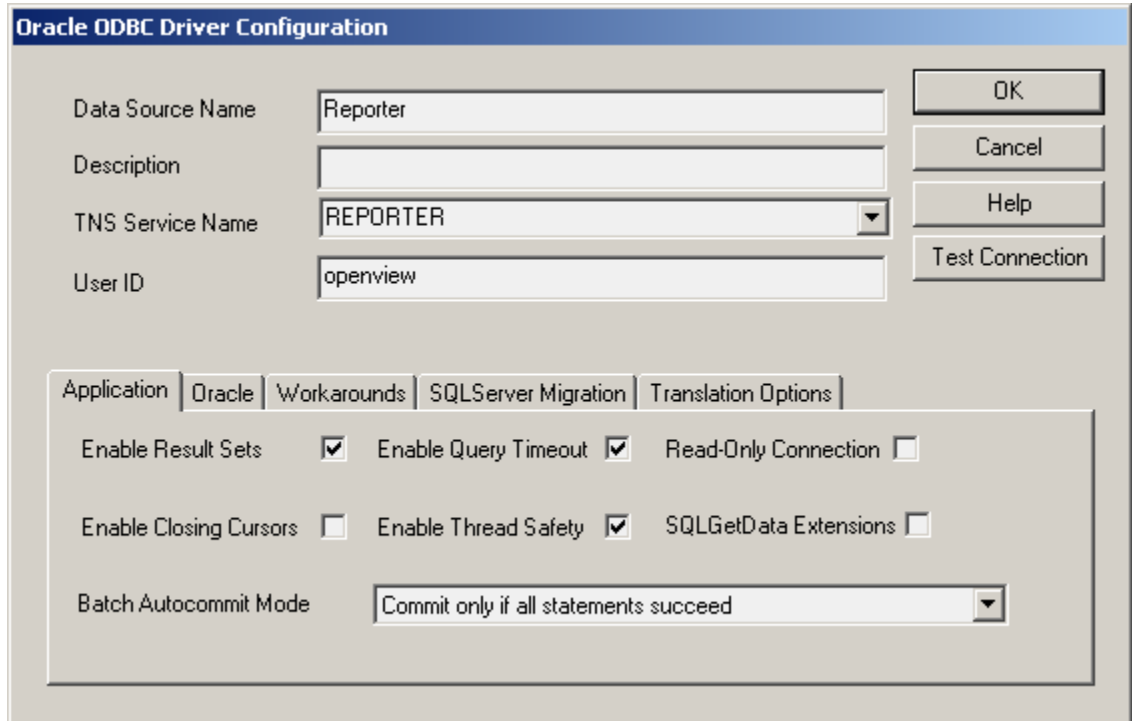 Oracle ODBC Driver Configuration
Data Source Name
Reporter
OK
Description
Cancel
TNS Service Name
REPORTER
Help
User ID
openview
Test Connection
Application
Oracle
Workarounds
SQLServer Migration
Translation Options
Enable Result Sets
Enable Query Timeout
Read-Only Connection
Enable Closing Cursors
Enable Thread Safety
SQLGetData Extensions
Batch Autocommit Mode
Commit only if all statements succeed